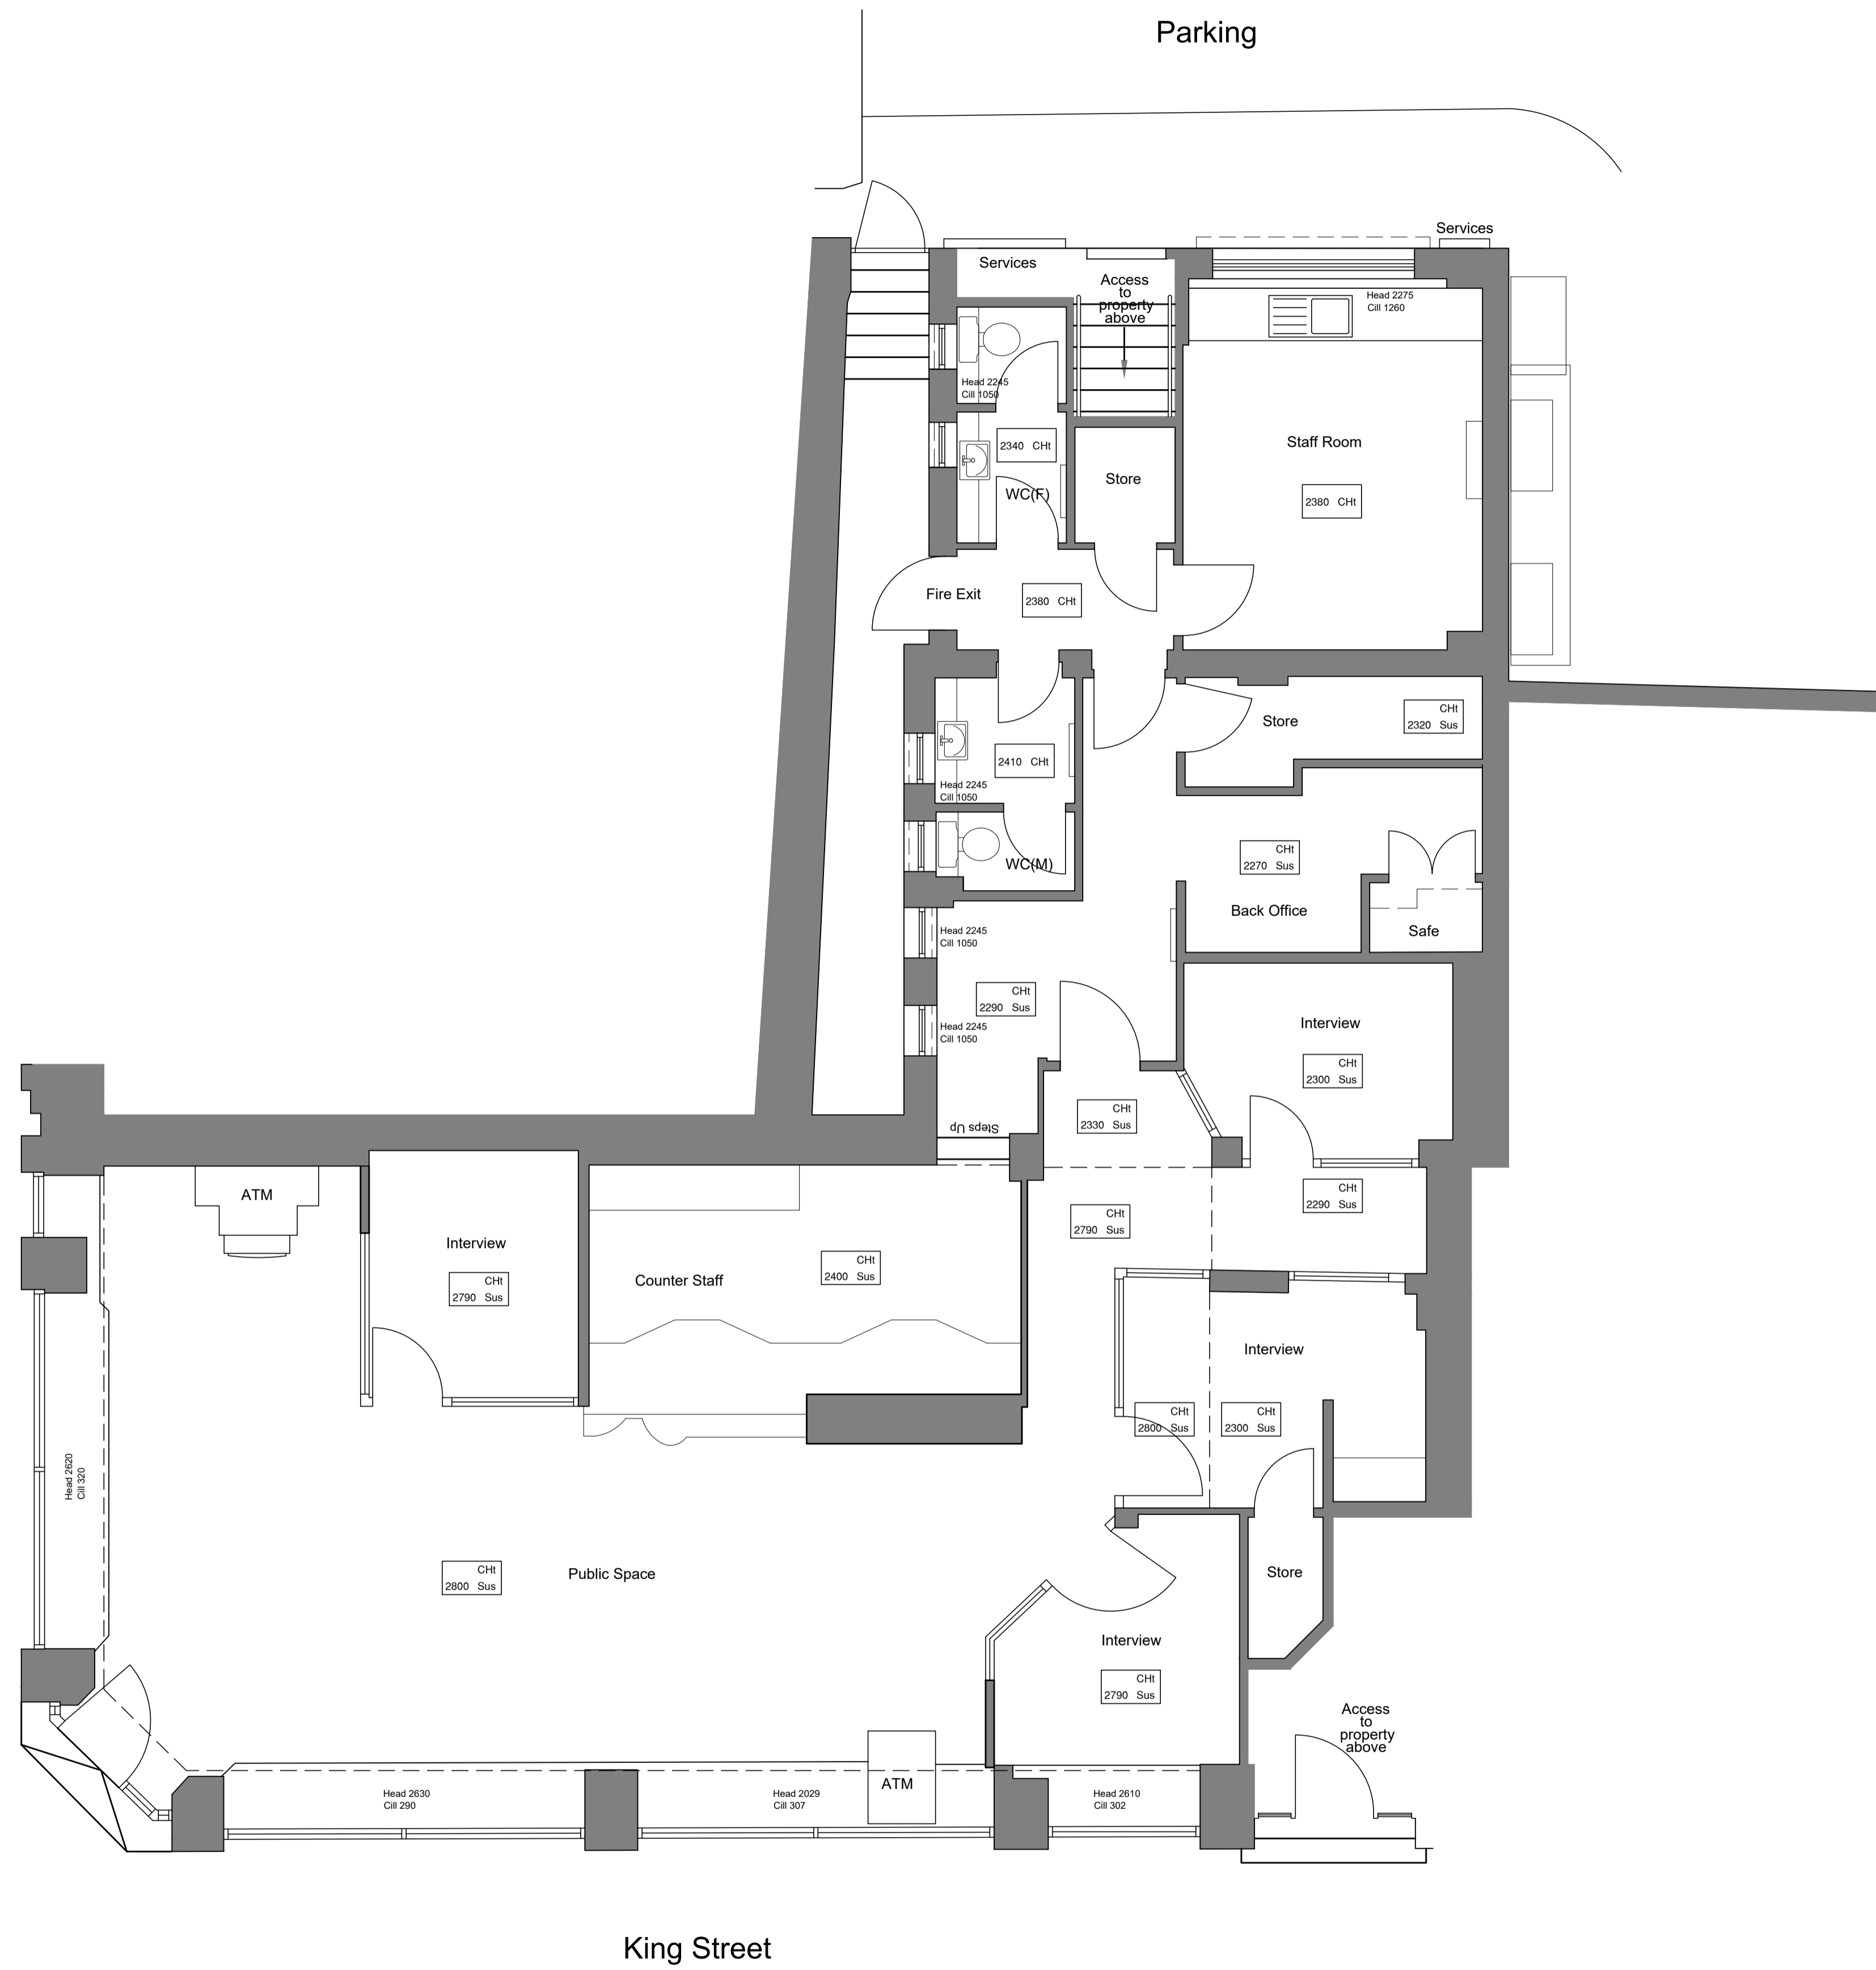 Parking
Services
Services
Access
to
property
above
Head 2275
Cill 1260
Head 2245
Cill 1050
2340 CHt
WC(F)
Store
Staff Room
2380 CHt
Fire Exit
2380 CHt
Store
CHt
2320 Sus
2410 CHt
Head 2245
Cill 1050
WC(M)
CHt
2270 Sus
Back Office
Safe
Head 2245
Cill 1050
CHt
2290 Sus
Head 2245
Cill 1050
Interview
CHt
2300 Sus
CHt
2330 Sus
Steps Up
ATM
CHt
2290 Sus
CHt
2790 Sus
Interview
CHt
2790 Sus
Counter Staff
CHt
2400 Sus
Interview
CHt
2800 Sus
CHt
2300 Sus
Head 2620
Cill 320
CHt
2800 Sus
Public Space
Store
Interview
CHt
2790 Sus
Access
to
property
above
ATM
Head 2630
Cill 290
Head 2029
Cill 307
Head 2610
Cill 302
King Street